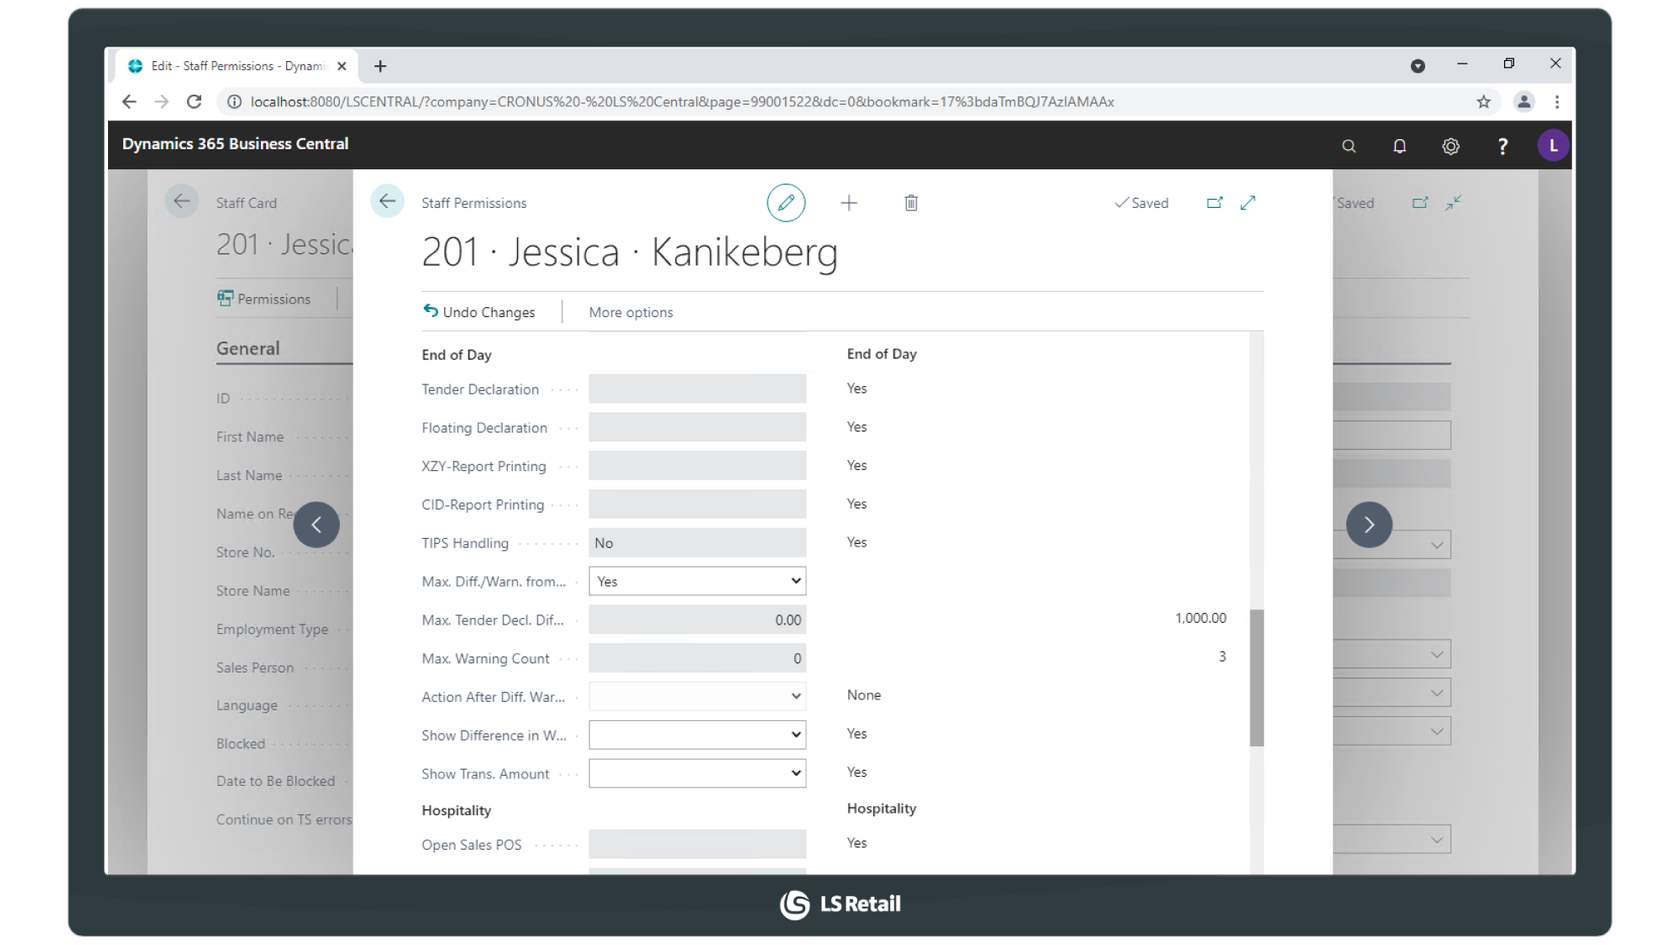 Edit - Staff Permissions - Dynami
localhost:8080/LSCENTRAL/?company=CRONUS%20-%20LS%20Central&page=99001522&dc=0&bookmark=17%3bdaTmBQJ7AzIAMAAx
Dynamics 365 Business Central
?
L
Staff Card
Staff Permissions
Saved
Saved
201 · Jessica
201 · Jessica · Kanikeberg
Permissions
Undo Changes
More options
General
ID
First Name
Last Name
Name on Re
Store No.
Store Name
Employment Type
Sales Person
Language
Blocked
Date to Be Blocked
Continue on TS errors
End of Day
End of Day
Tender Declaration
Yes
Floating Declaration
Yes
XZY-Report Printing
Yes
CID-Report Printing
Yes
TIPS Handling
No
Yes
Max. Diff./Warn. from...
Yes
Max. Tender Decl. Dif...
0.00
1,000.00
Max. Warning Count
0
3
Action After Diff. War...
None
Show Difference in W...
Yes
Show Trans. Amount
Yes
Hospitality
Hospitality
Open Sales POS
Yes
LS Retail